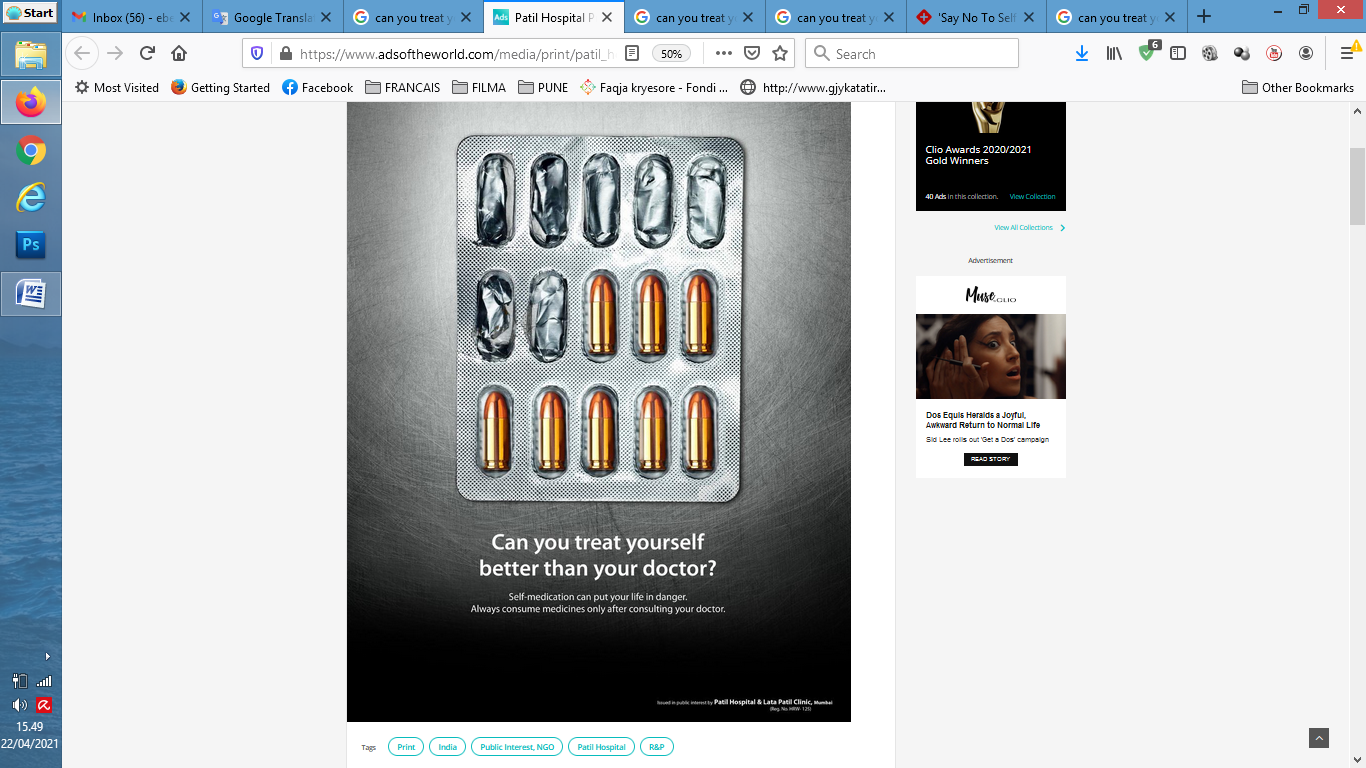 Start
Inbox (56) - ebe
Google Transla
can you treat y
Ads
Patil Hospital P
can you treat y
can you treat y
'Say No To Self
can you treat y
https://www.adsoftheworld.com/media/print/patil_h
50%
Search
6
Most Visited
Getting Started
Facebook
FRANCAIS
FILMA
PUNE
Faqja kryesore - Fondi ...
http://www.gjykatatir...
Other Bookmarks
Ps
W
15.49
22/04/2021
Can you treat yourself
better than your doctor?
Self-medication can put your life in danger.
Always consume medicines only after consulting your doctor.
Issued in public interest by Patil Hospital & Lata Patil Clinic, Mumbai
(Reg. No. HRW- 125)
Tags
Print
India
Public Interest, NGO
Patil Hospital
R&P
Clio Awards 2020/2021
Gold Winners
40 Ads in this collection.
View Collection
View All Collections
Advertisement
Muse by CLIO
Dos Equis Heralds a Joyful,
Awkward Return to Normal Life
Sid Lee rolls out 'Get a Dos' campaign
READ STORY